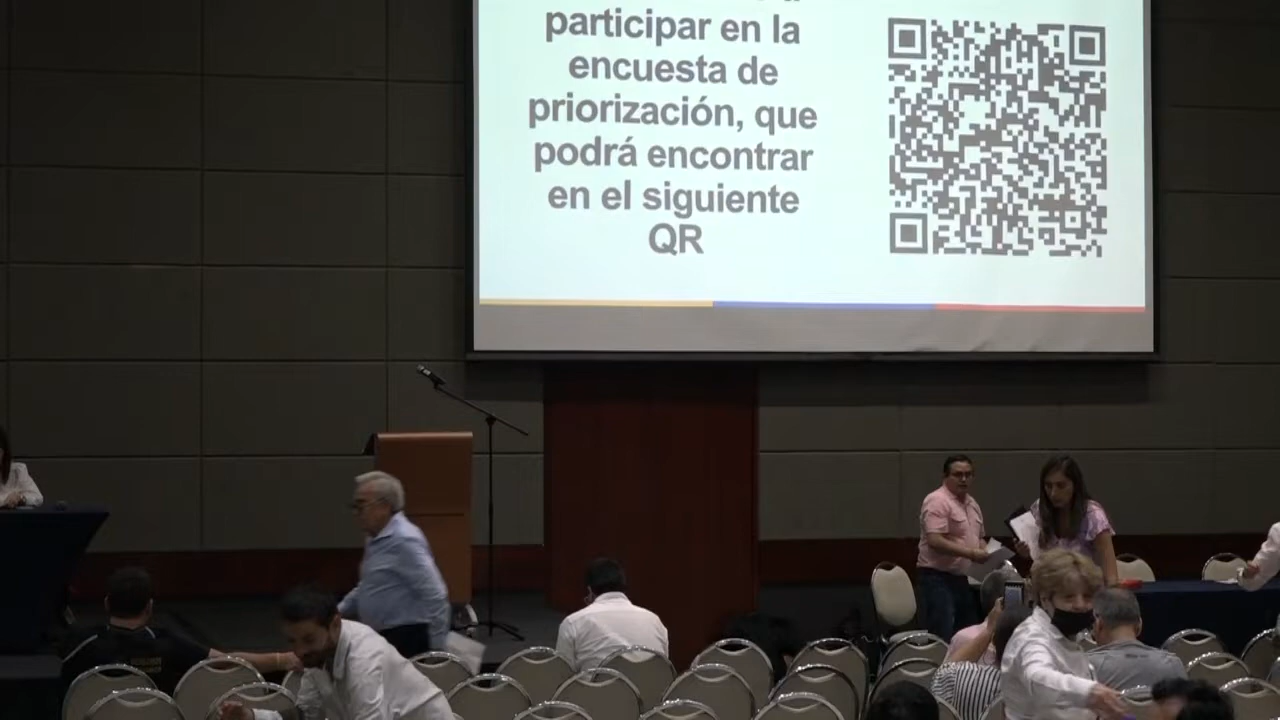 participar en la
encuesta de
priorización, que
podrá encontrar
en el siguiente
QR